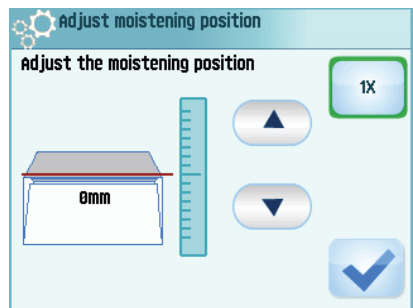 Adjust moistening position
Adjust the moistening position
1X
0mm